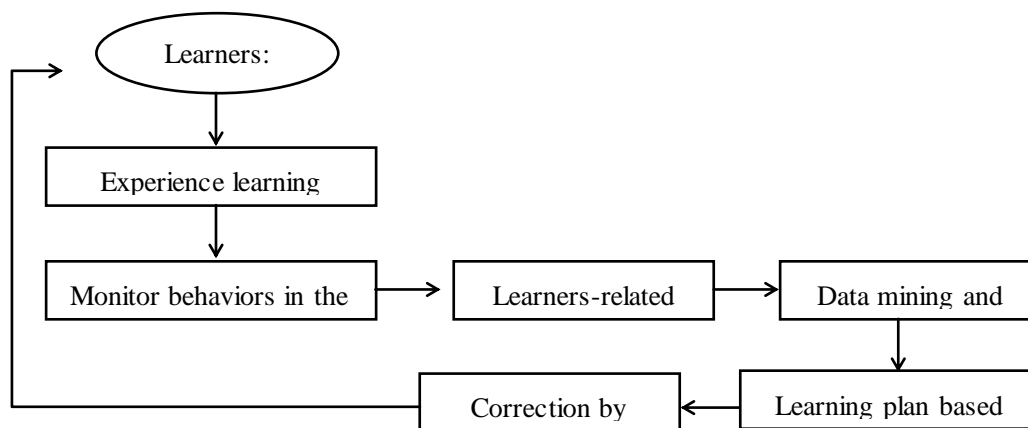 Learners:
Experience learning
Monitor behaviors in the
Learners-related
Data mining and
Learning plan based
Correction by